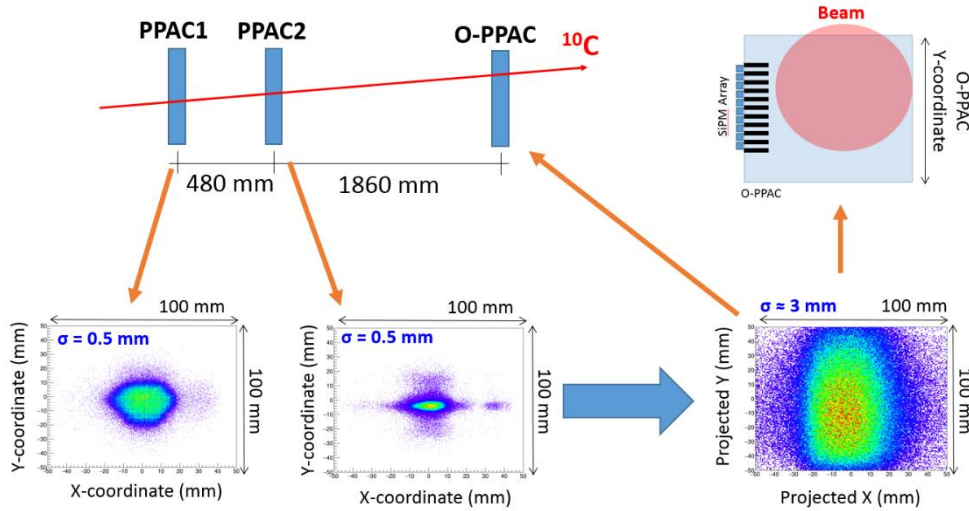 PPAC1
PPAC2
O-PPAC
10C
480 mm
1860 mm
Beam
SiPM Array
O-PPAC
Y-coordinate
O-PPAC
100 mm
σ = 0.5 mm
Y-coordinate (mm)
X-coordinate (mm)
100 mm
100 mm
σ = 0.5 mm
Y-coordinate (mm)
X-coordinate (mm)
100 mm
σ ≈ 3 mm
100 mm
Projected Y (mm)
Projected X (mm)
100 mm